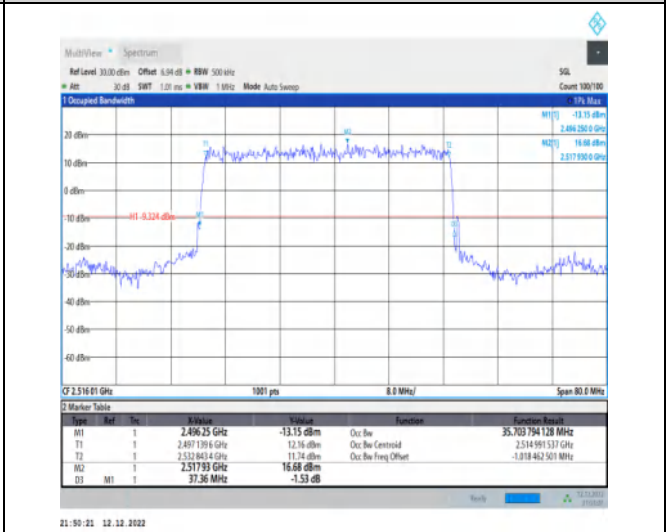 MultiView Spectrum
Ref Level 30.00 dBm Offset 6.94 dB RBW 500 kHz SGL
Att 30 dB SWT 1.01 ms VBW 1 MHz Mode Auto Sweep Count 100/100
1 Occupied Bandwidth 1Pk Max
M1[1] -13.15 dBm
2.496 250 0 GHz
M2[1] 16.68 dBm
2.517 930 0 GHz
20 dBm
T1 M2 T2
10 dBm
0 dBm
-10 dBm H1 -9.324 dBm M1
D3
-20 dBm
-30 dBm
-40 dBm
-50 dBm
-60 dBm
CF 2.516 01 GHz 1001 pts 8.0 MHz/ Span 80.0 MHz
2 Marker Table
Type Ref Trc X-Value Y-Value Function Function Result
M1 1 2.496 25 GHz -13.15 dBm Occ Bw 35.703 794 128 MHz
T1 1 2.497 139 6 GHz 12.16 dBm Occ Bw Centroid 2.514 991 537 GHz
T2 1 2.532 843 4 GHz 11.74 dBm Occ Bw Freq Offset -1.018 462 501 MHz
M2 1 2.517 93 GHz 16.68 dBm
D3 M1 1 37.36 MHz -1.53 dB
Ready 12.12.2022
21:50:21 12.12.2022